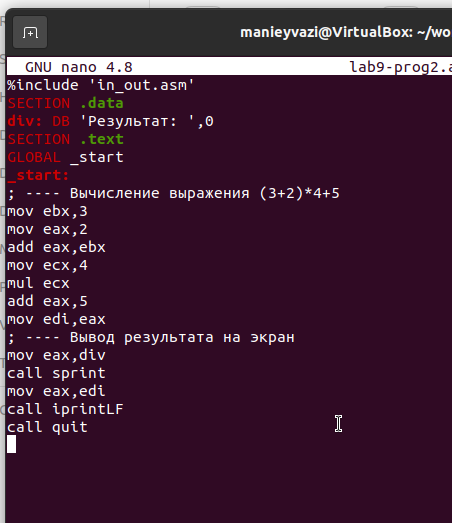 manieyvazi@VirtualBox: ~/wo
GNU nano 4.8 lab9-prog2.a
%include 'in_out.asm'
SECTION .data
div: DB 'Результат: ',0
SECTION .text
GLOBAL _start
_start:
; ---- Вычисление выражения (3+2)*4+5
mov ebx,3
mov eax,2
add eax,ebx
mov ecx,4
mul ecx
add eax,5
mov edi,eax
; ---- Вывод результата на экран
mov eax,div
call sprint
mov eax,edi
call iprintLF
call quit